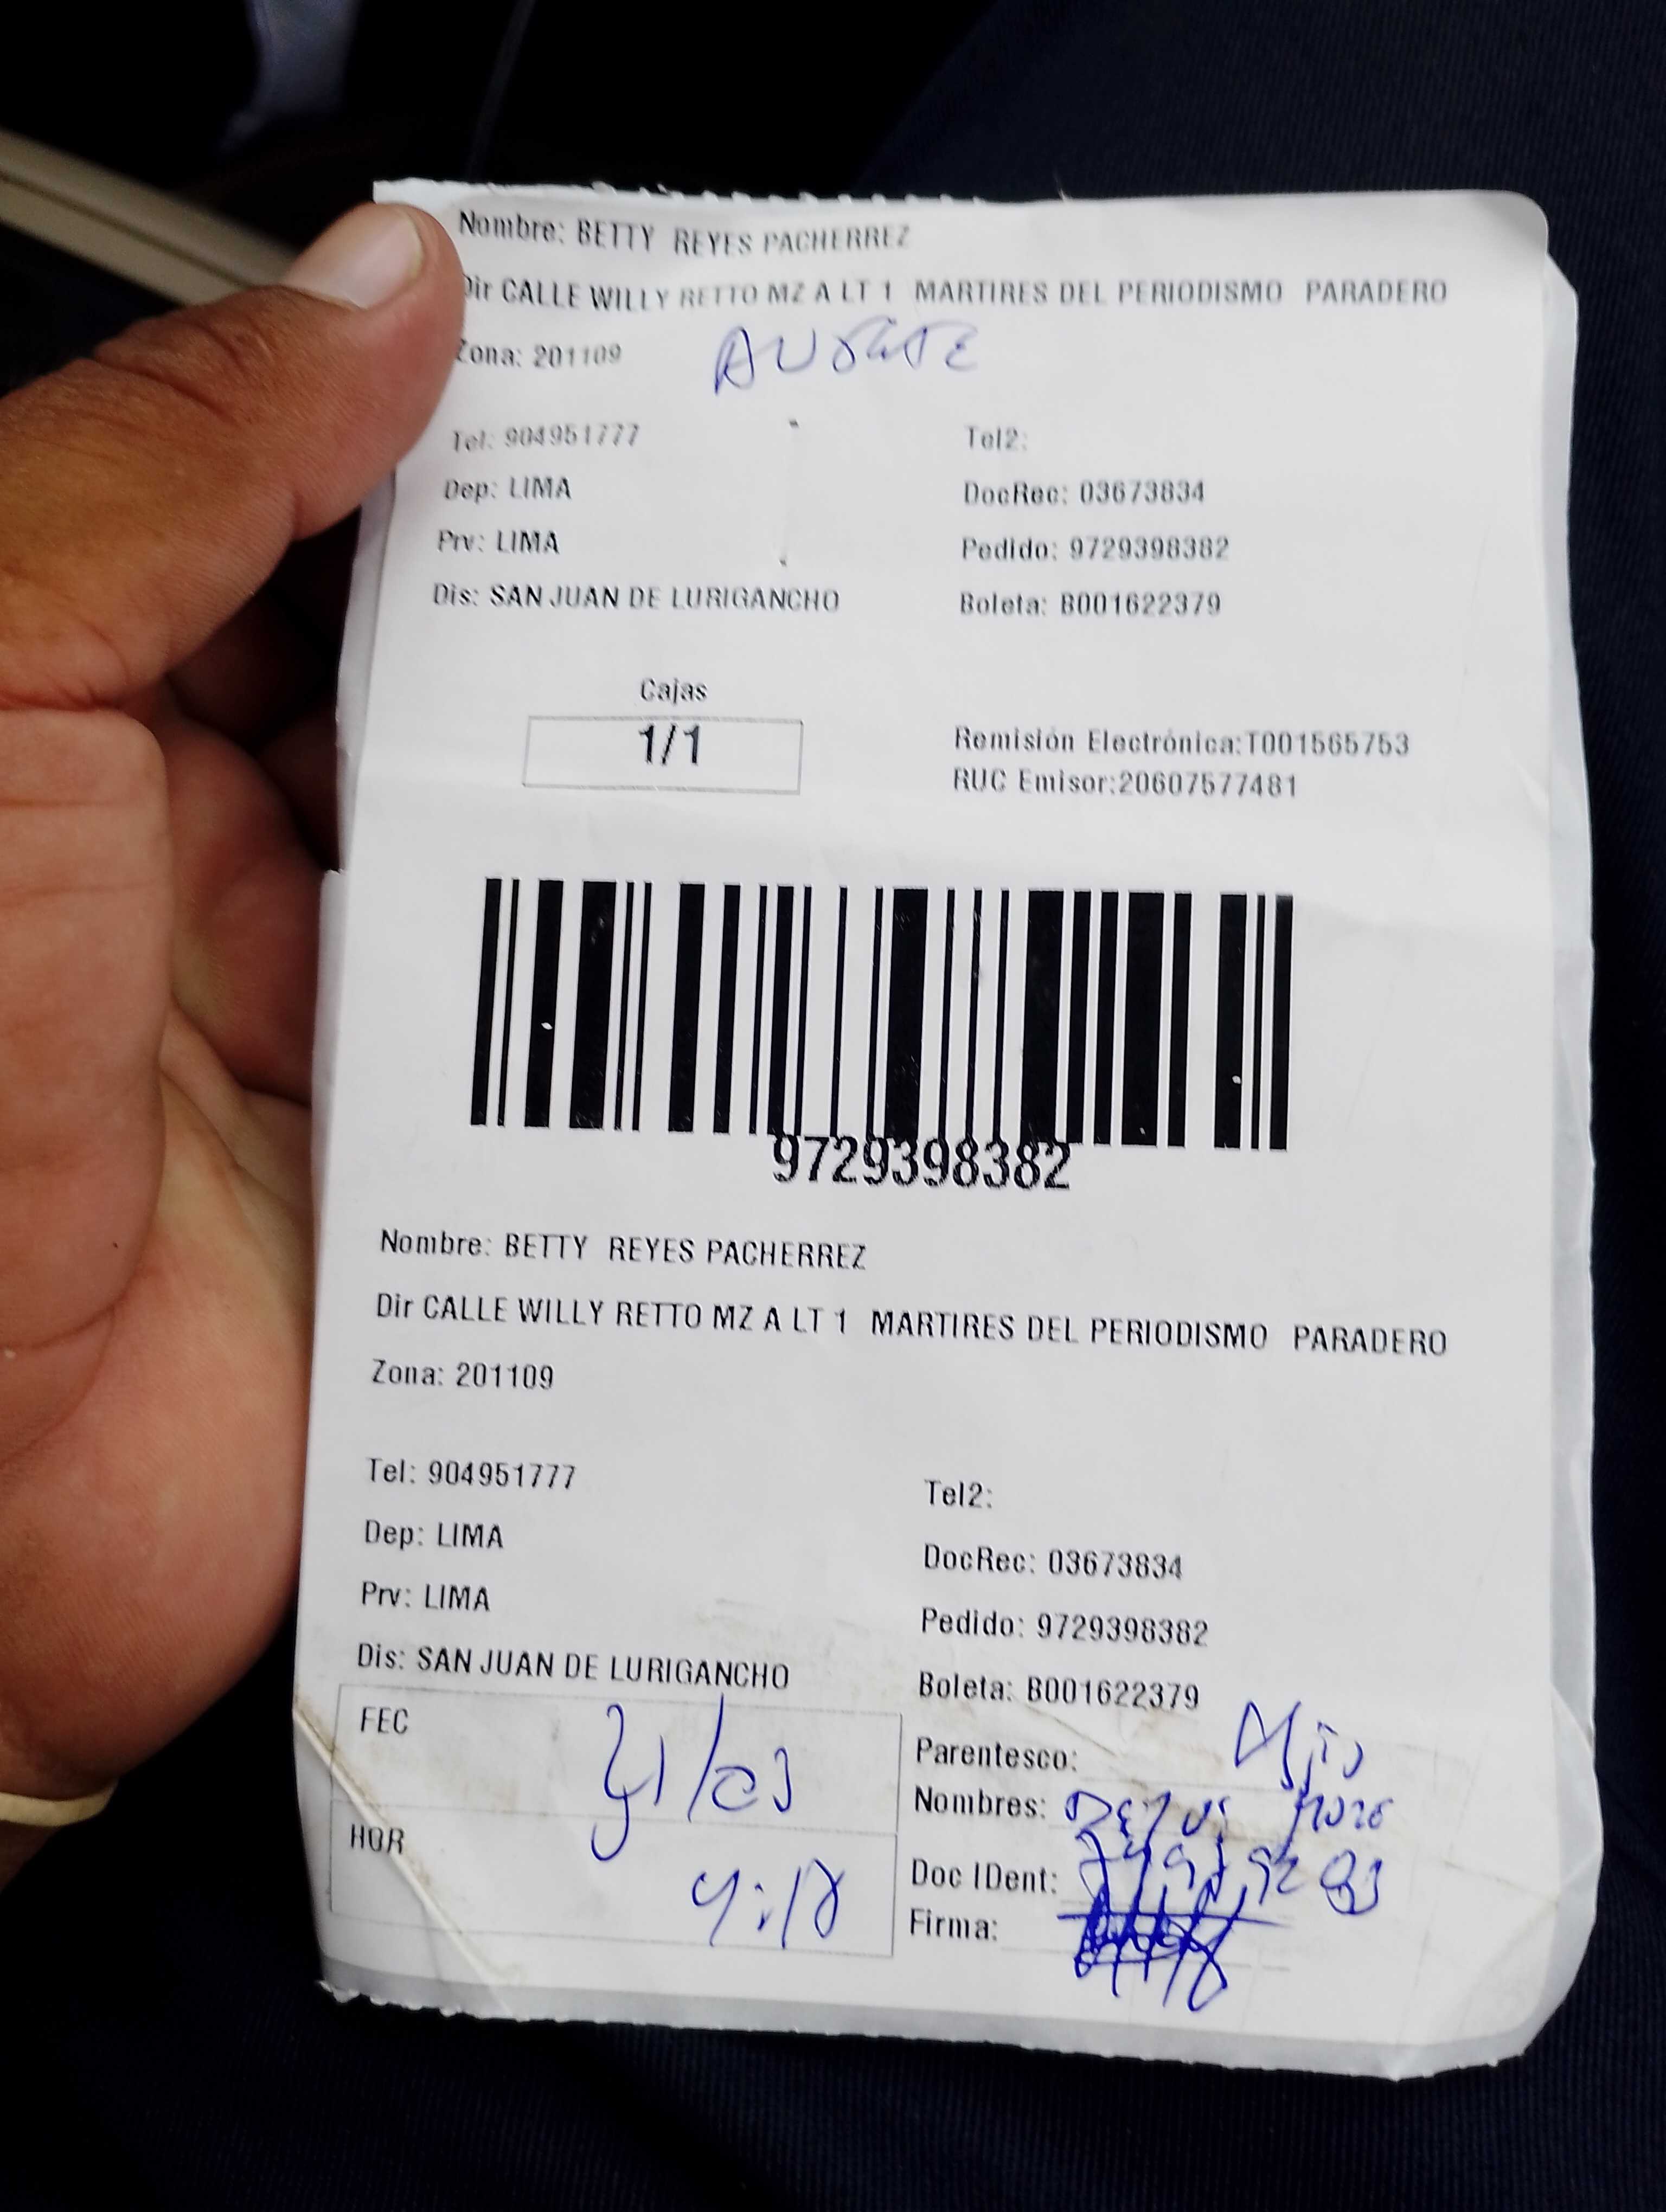 Nombre: BETTY REYES PACHERREZ
Dir CALLE WILLY RETTO MZ A LT 1 MARTIRES DEL PERIODISMO PARADERO
Zona: 201109
Tel: 904951777 Tel2:
Dep: LIMA DocRec: 03673834
Prv: LIMA Pedido: 9729398382
Dis: SAN JUAN DE LURIGANCHO Boleta: B001622379
Cajas
1/1
Remisión Electrónica:T001565753
RUC Emisor:20607577481
9729398382
Nombre: BETTY REYES PACHERREZ
Dir CALLE WILLY RETTO MZ A LT 1 MARTIRES DEL PERIODISMO PARADERO
Zona: 201109
Tel: 904951777 Tel2:
Dep: LIMA DocRec: 03673834
Prv: LIMA Pedido: 9729398382
Dis: SAN JUAN DE LURIGANCHO Boleta: B001622379
FEC 31/03
Parentesco:
Nombres:
HOR 4:18
Doc IDent:
Firma: